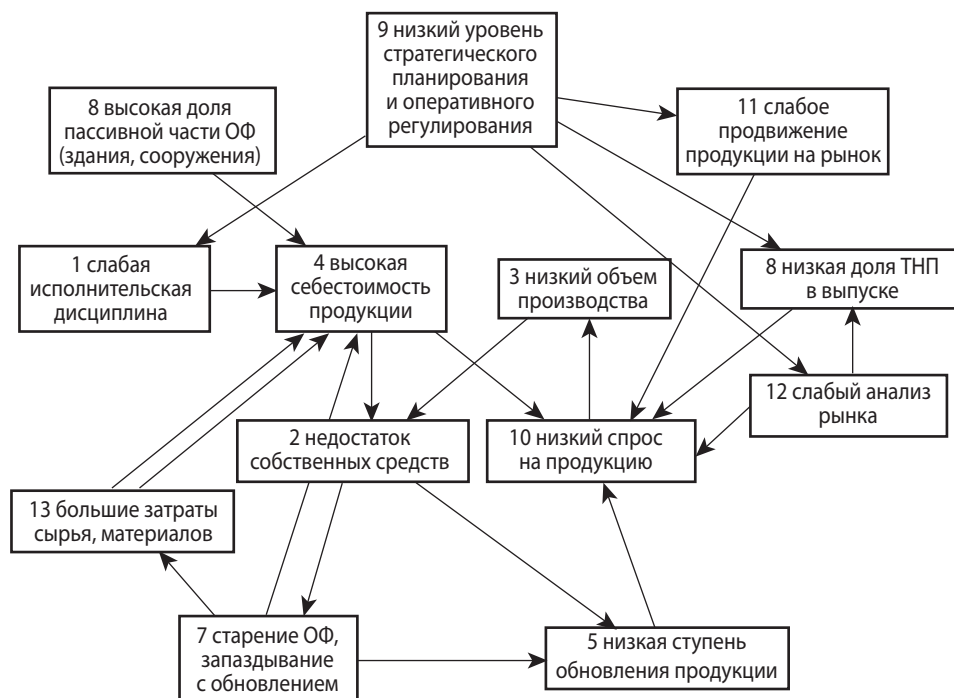 9 низкий уровень
стратегического
планирования
и оперативного
регулирования
8 высокая доля
пассивной части ОФ
(здания, сооружения)
11 слабое
продвижение
продукции на рынок
1 слабая
исполнительская
дисциплина
4 высокая
себестоимость
продукции
3 низкий объем
производства
8 низкая доля ТНП
в выпуске
12 слабый анализ
рынка
2 недостаток
собственных средств
10 низкий спрос
на продукцию
13 большие затраты
сырья, материалов
7 старение ОФ,
запаздывание
с обновлением
5 низкая ступень
обновления продукции